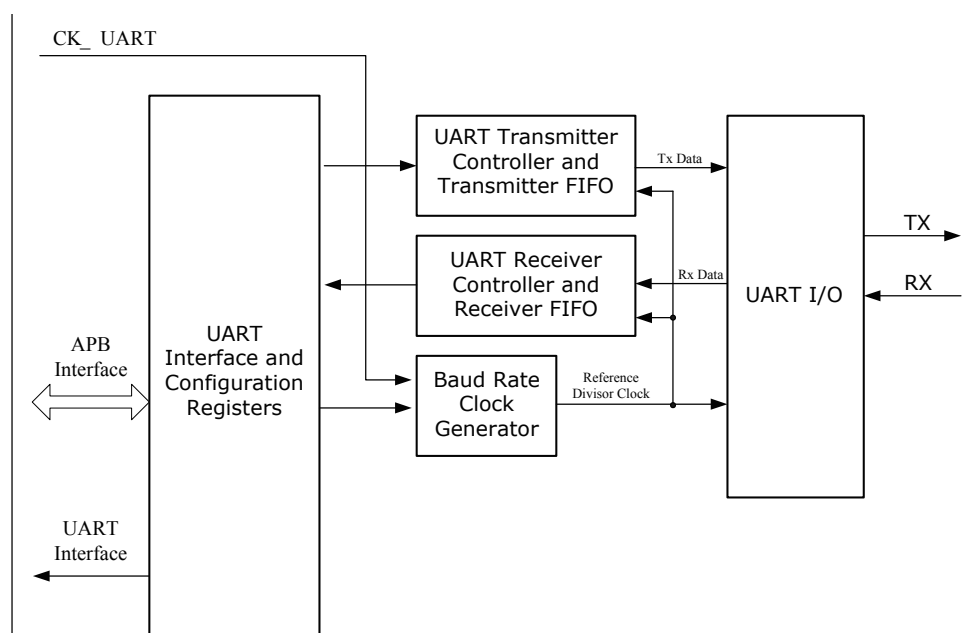 CK_ UART
UART Transmitter
Controller and
Transmitter FIFO
Tx Data
TX
UART Receiver
Controller and
Receiver FIFO
Rx Data
UART I/O
RX
UART
Interface and
Configuration
Registers
APB
Interface
Baud Rate
Clock
Generator
Reference
Divisor Clock
UART
Interface